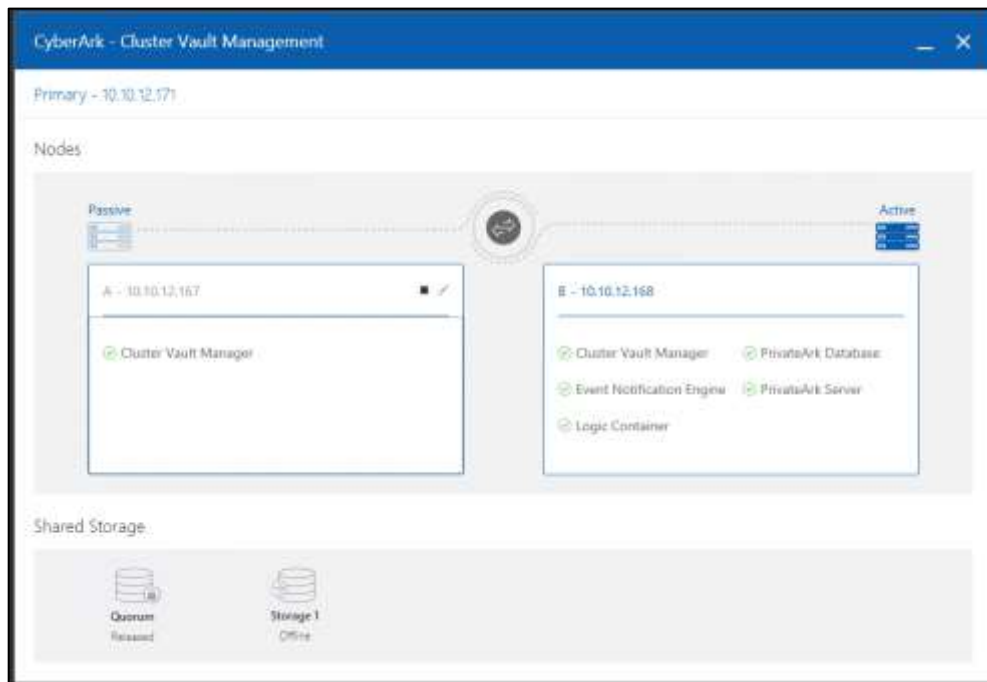 CyberArk - Cluster Vault Management
Primary - 10.10.12.171
Nodes
Passive
Active
A - 10.10.12.167
B - 10.10.12.168
Cluster Vault Manager
Cluster Vault Manager
PrivateArk Database
Event Notification Engine
PrivateArk Server
Logic Container
Shared Storage
Quorum
Released
Storage 1
Offline